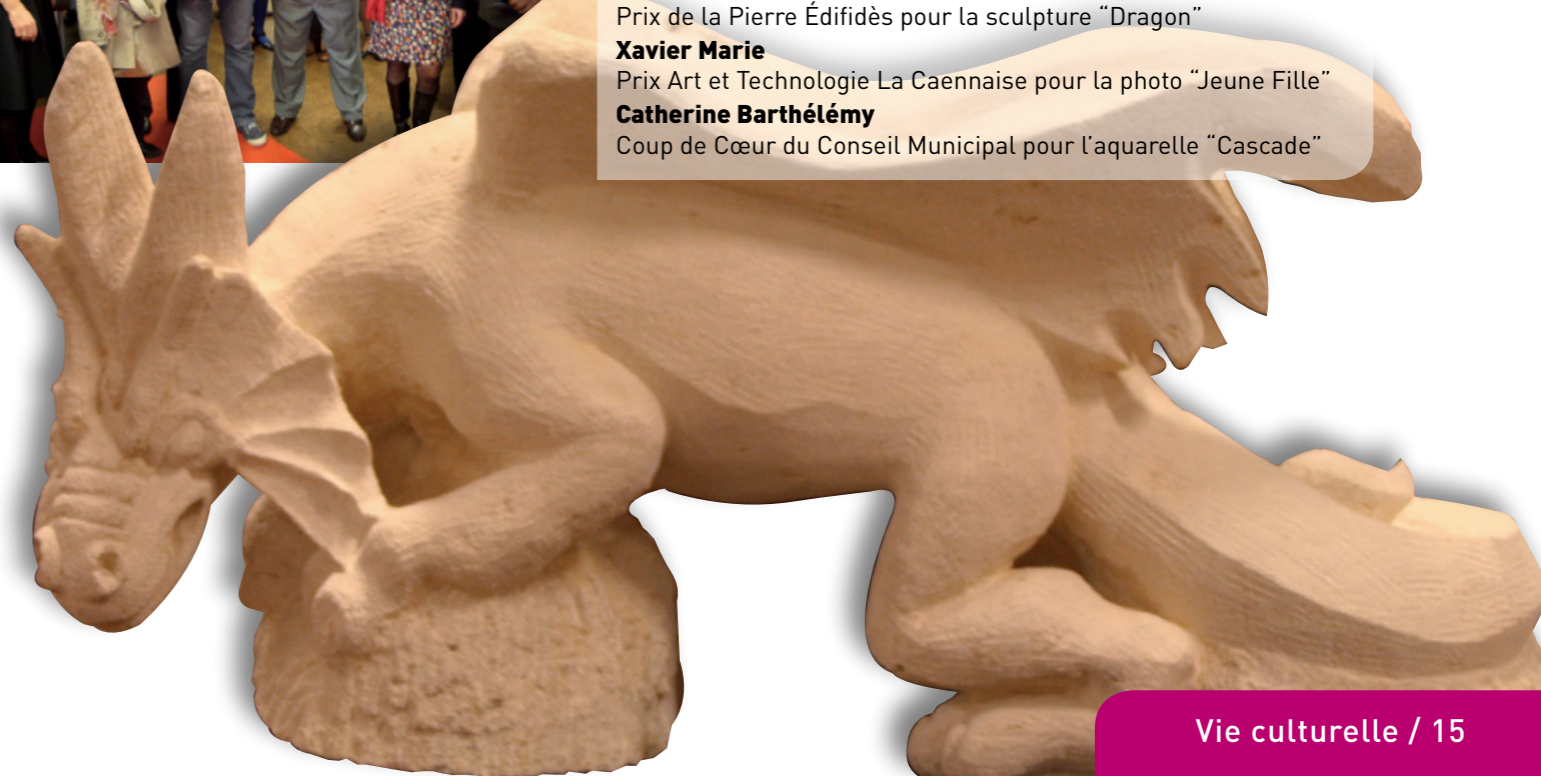 Prix de la Pierre Édifidès pour la sculpture “Dragon”
Xavier Marie
Prix Art et Technologie La Caennaise pour la photo “Jeune Fille”
Catherine Barthélémy
Coup de Cœur du Conseil Municipal pour l’aquarelle “Cascade”
Vie culturelle / 15